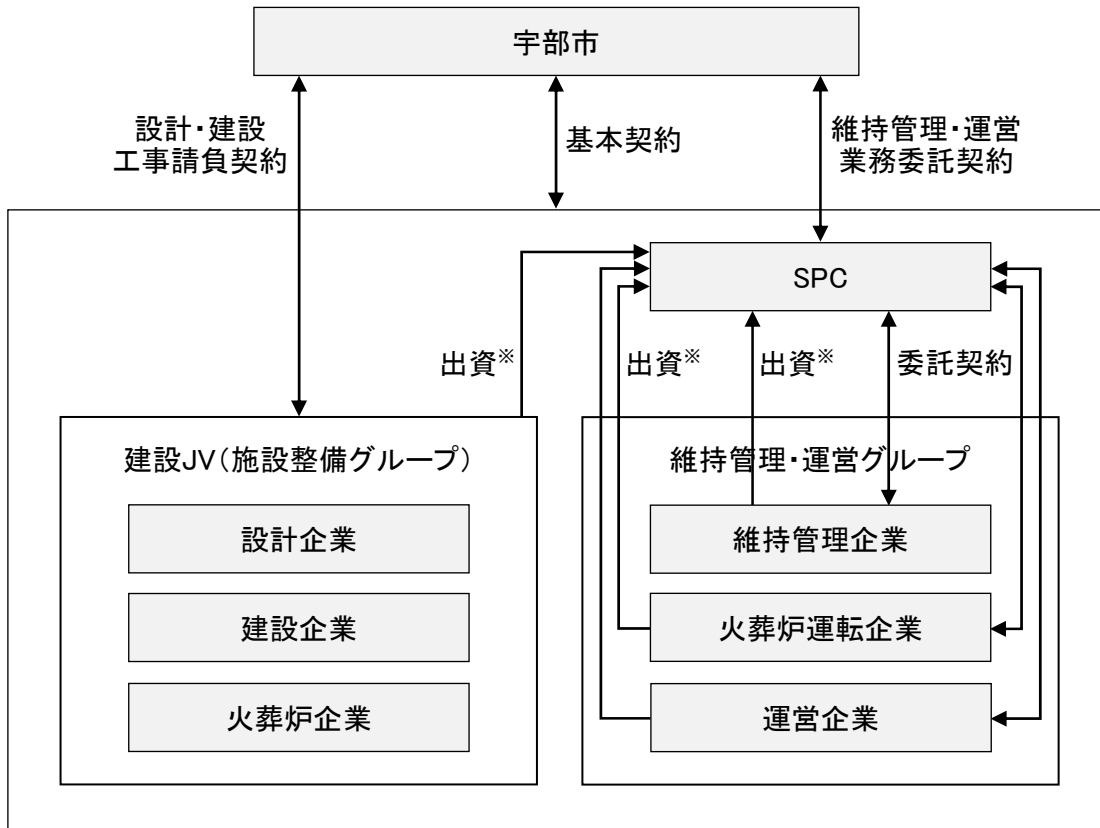 宇部市
設計・建設
工事請負契約
基本契約
維持管理・運営
業務委託契約
SPC
出資※
出資※
出資※
委託契約
建設JV（施設整備グループ）
維持管理・運営グループ
設計企業
維持管理企業
建設企業
火葬炉運転企業
火葬炉企業
運営企業